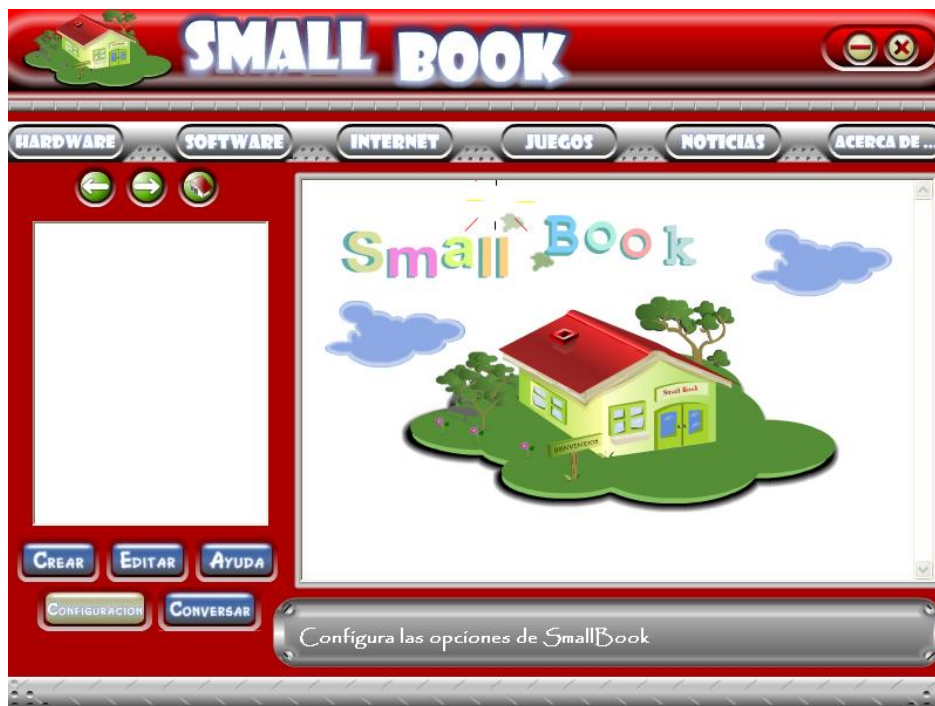 SMALL BOOK
HARDWARE
SOFTWARE
INTERNET
JUEGOS
NOTICIAS
ACERCA DE ...
Small Book
Small Book
BIENVENIDOS
CREAR
EDITAR
AYUDA
CONFIGURACION
CONVERSAR
Configura las opciones de SmallBook